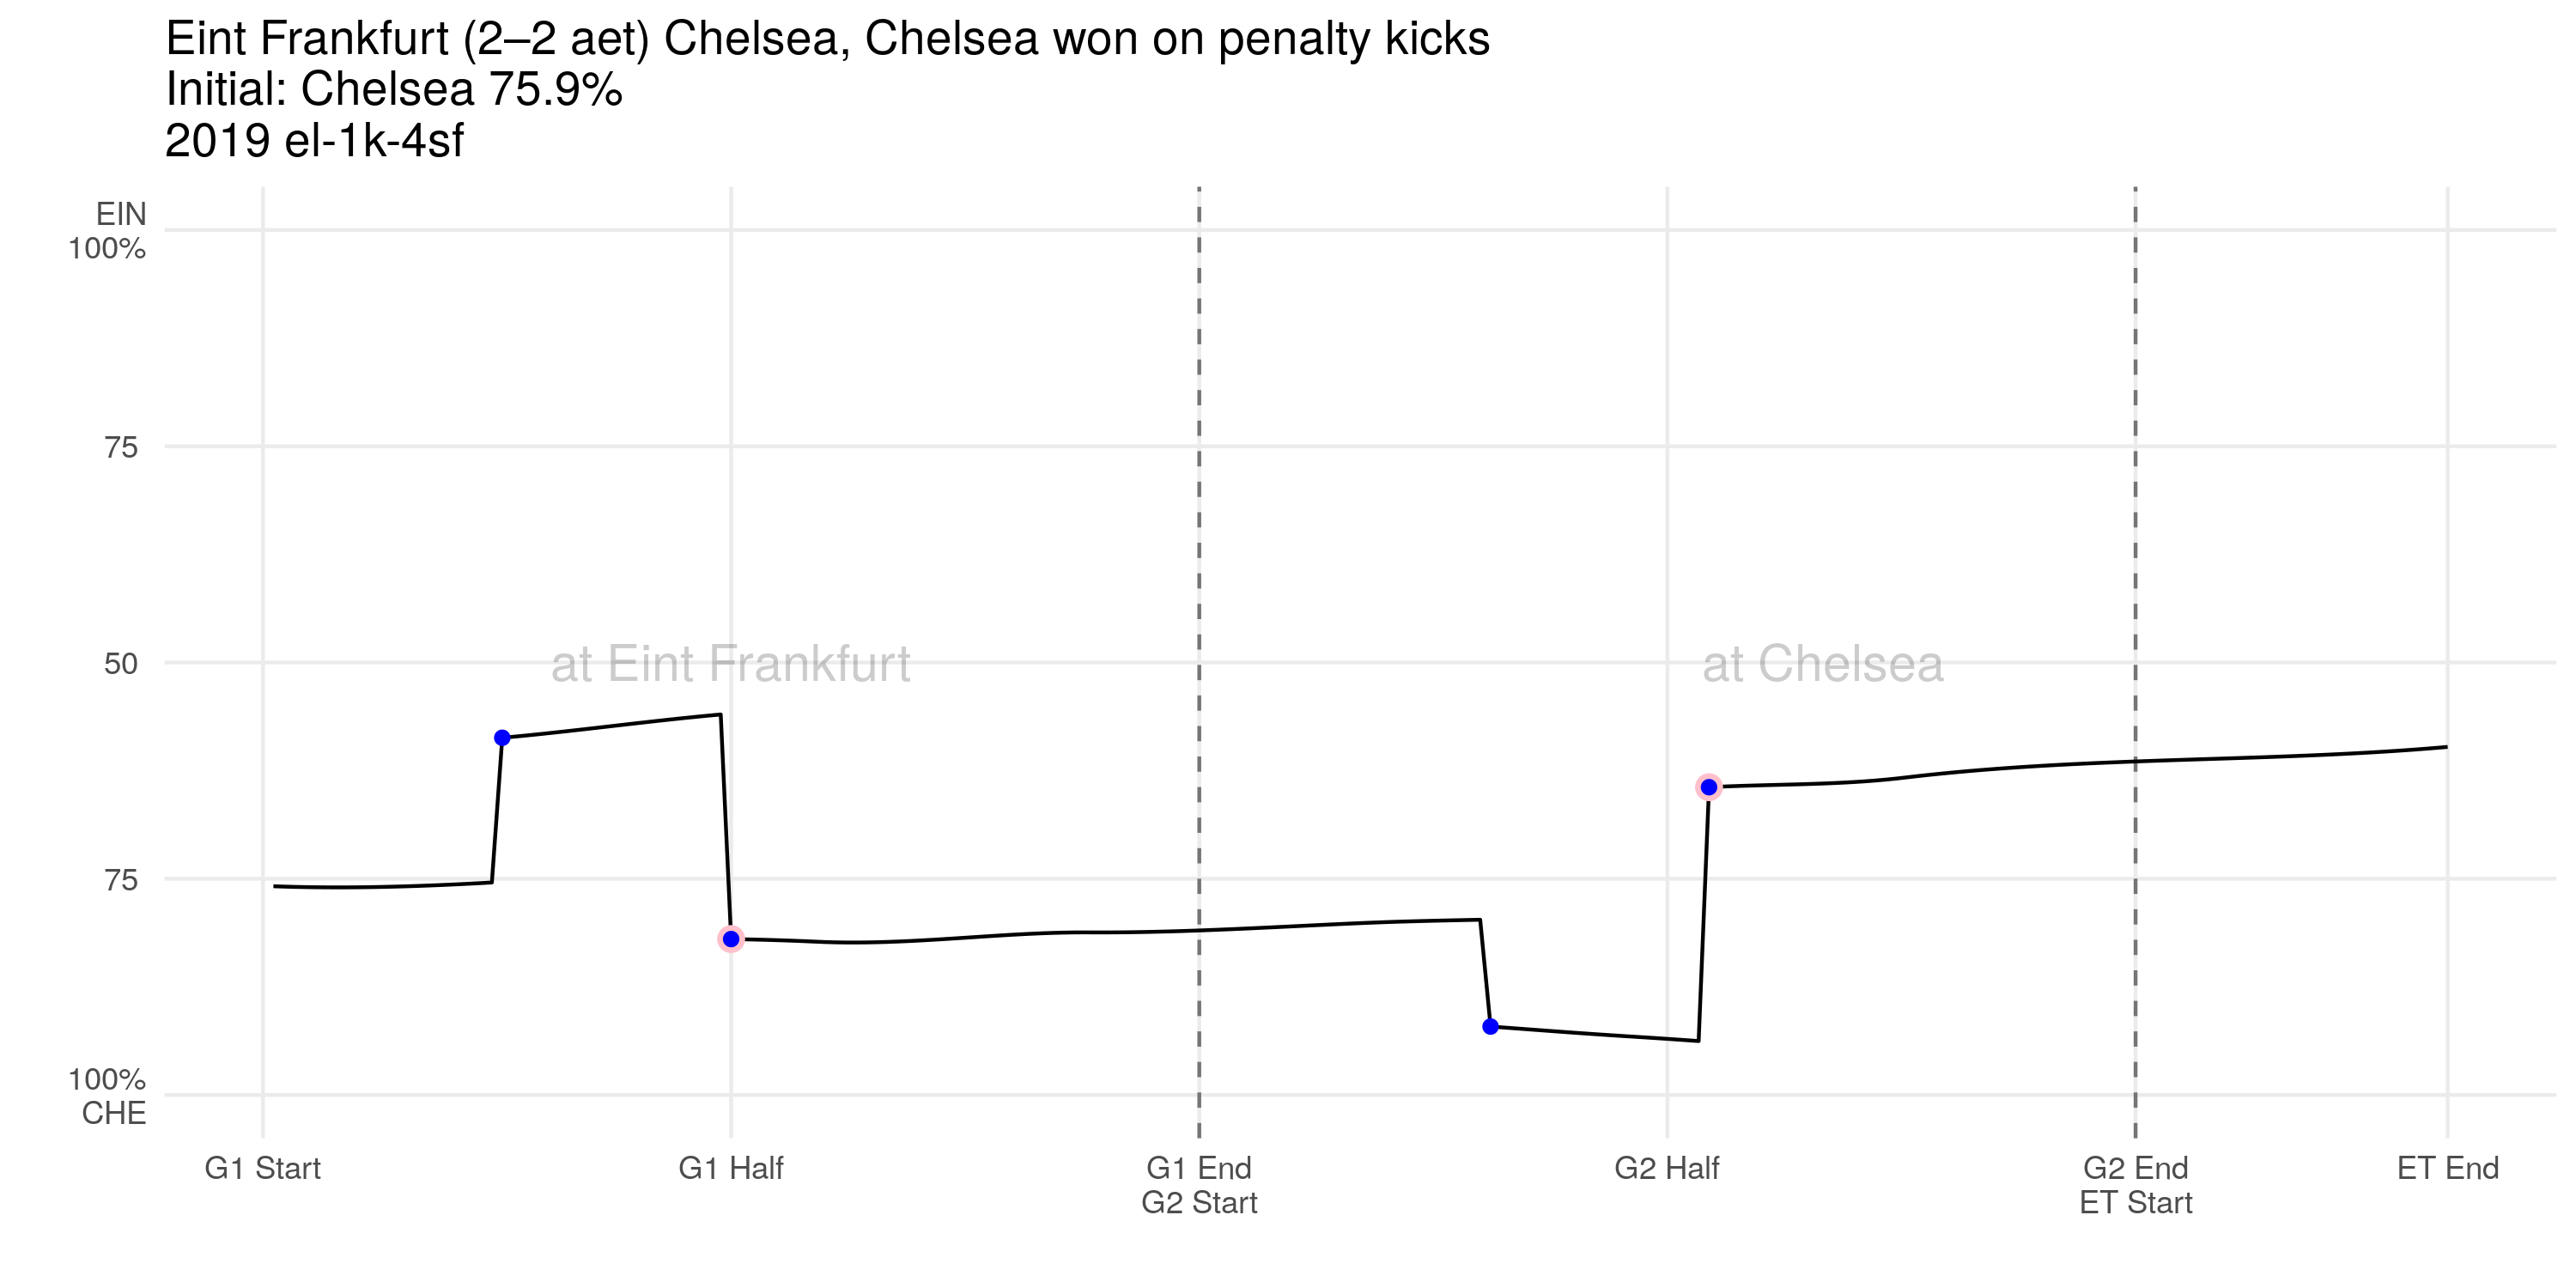 Eint Frankfurt (2–2 aet) Chelsea, Chelsea won on penalty kicks
Initial: Chelsea 75.9%
2019 el-1k-4sf
EIN
100%
75
50
75
100%
CHE
at Eint Frankfurt
at Chelsea
G1 Start
G1 Half
G1 End
G2 Start
G2 Half
G2 End
ET Start
ET End